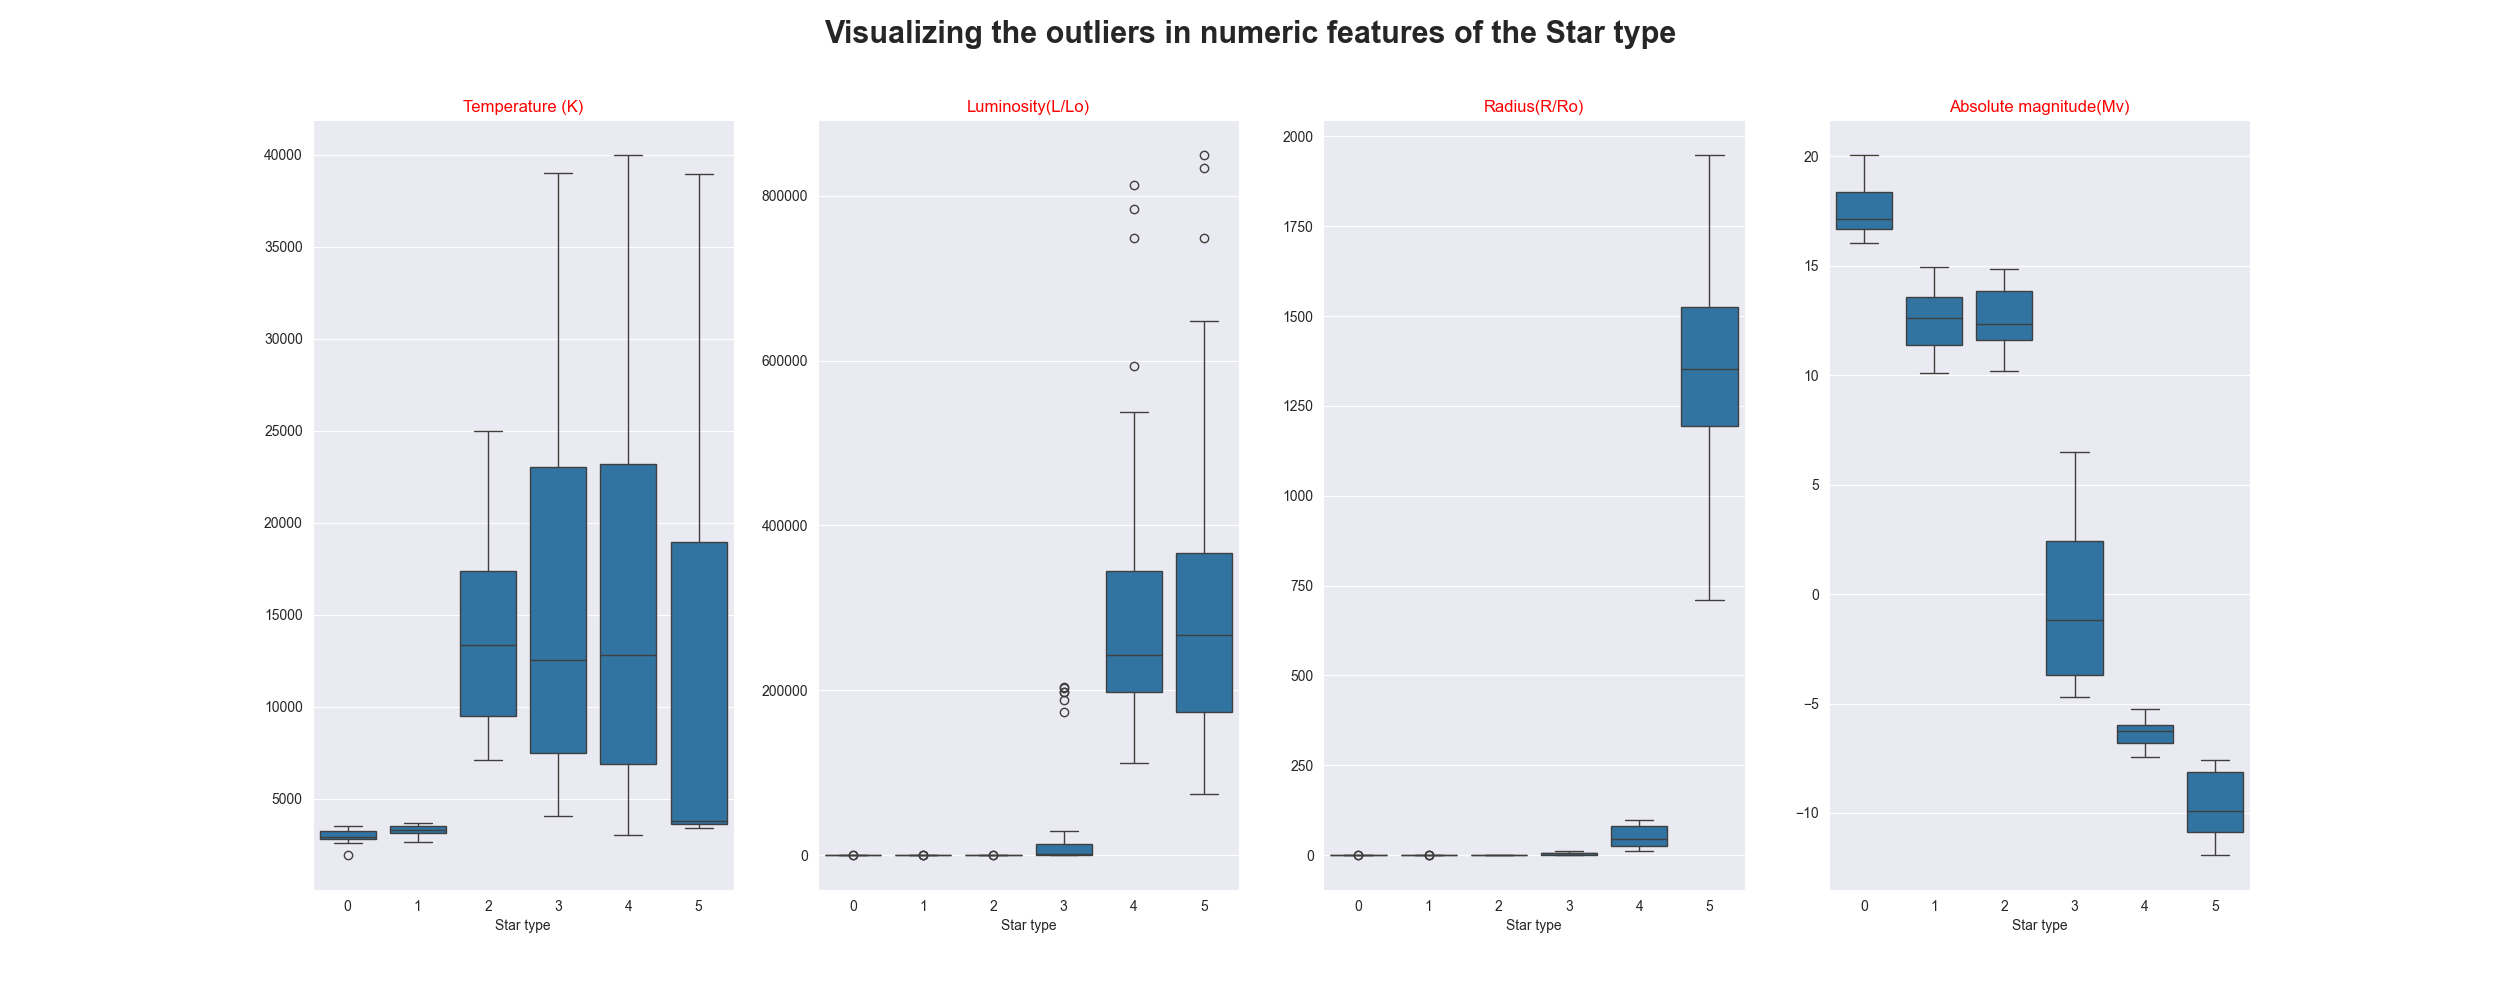 Visualizing the outliers in numeric features of the Star type
Temperature (K)
40000
35000
30000
25000
20000
15000
10000
5000
0 1 2 3 4 5
Star type
Luminosity(L/Lo)
800000
600000
400000
200000
0
0 1 2 3 4 5
Star type
Radius(R/Ro)
2000
1750
1500
1250
1000
750
500
250
0
0 1 2 3 4 5
Star type
Absolute magnitude(Mv)
20
15
10
5
0
−5
−10
0 1 2 3 4 5
Star type